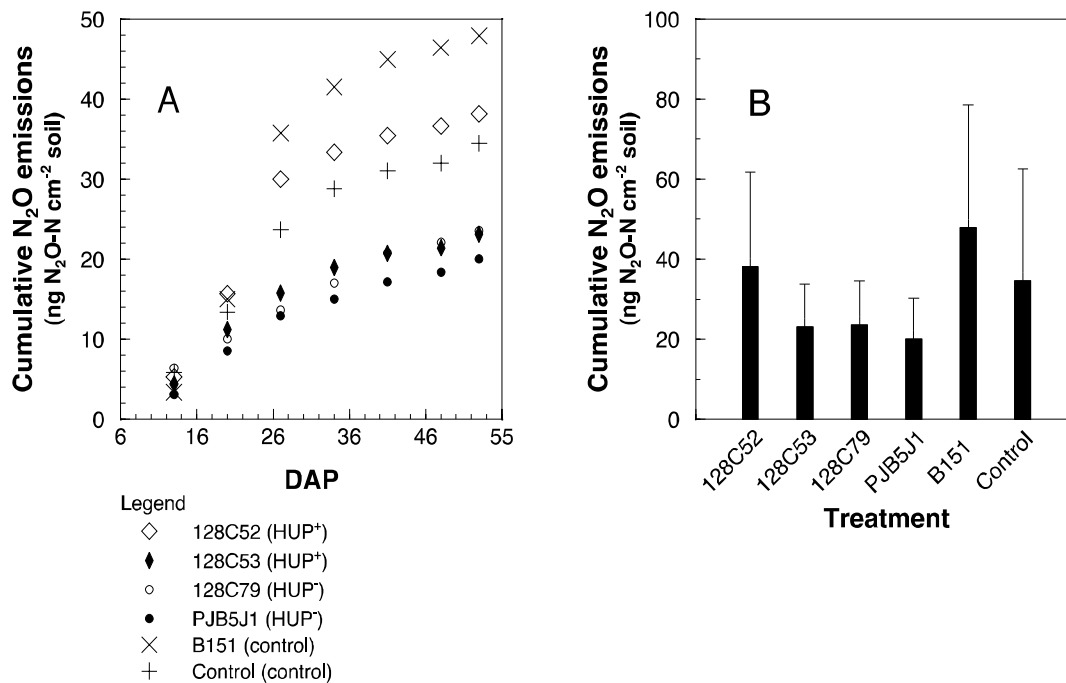 Cumulative N₂O emissions
(ng N₂O-N cm⁻² soil)
50
40
30
20
10
0
A
6
16
26
36
46
55
DAP
Legend
128C52 (HUP⁺)
128C53 (HUP⁺)
128C79 (HUP⁻)
PJB5J1 (HUP⁻)
B151 (control)
Control (control)
Cumulative N₂O emissions
(ng N₂O-N cm⁻² soil)
100
80
60
40
20
0
B
128C52
128C53
128C79
PJB5J1
B151
Control
Treatment